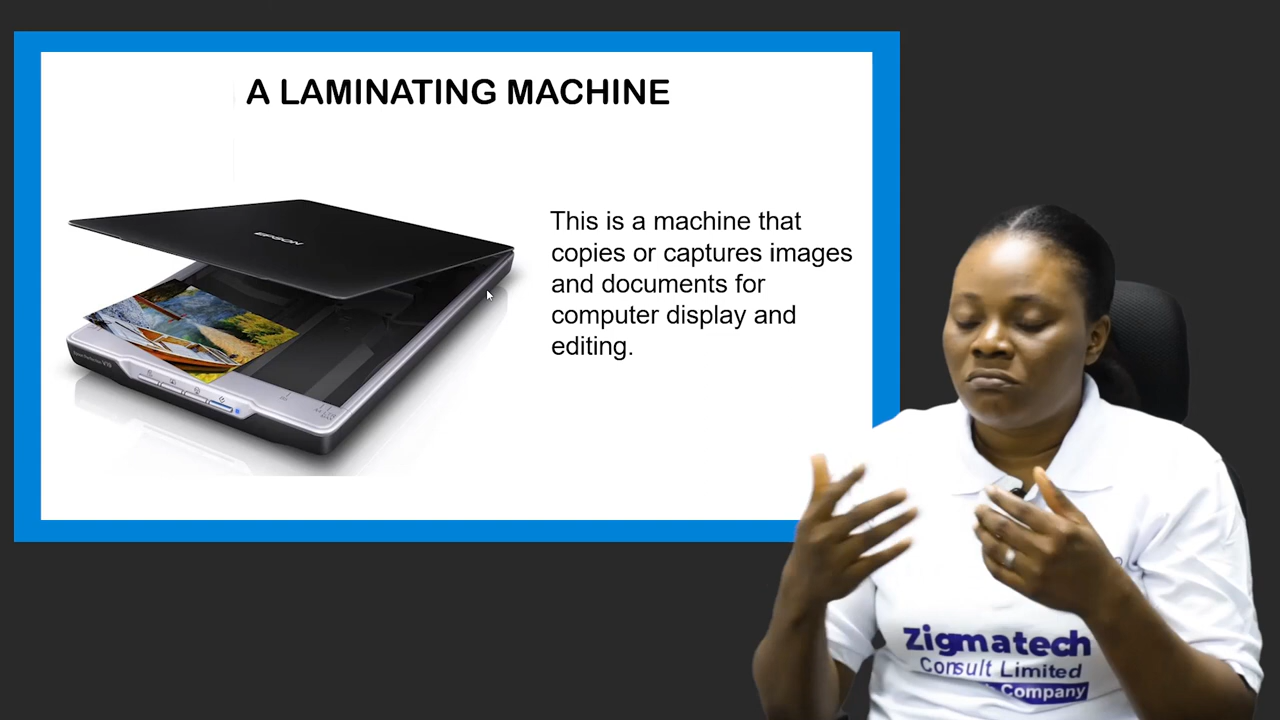 A LAMINATING MACHINE
EPSON
This is a machine that
copies or captures images
and documents for
computer display and
editing.
Zigmatech
Consult Limited
Company